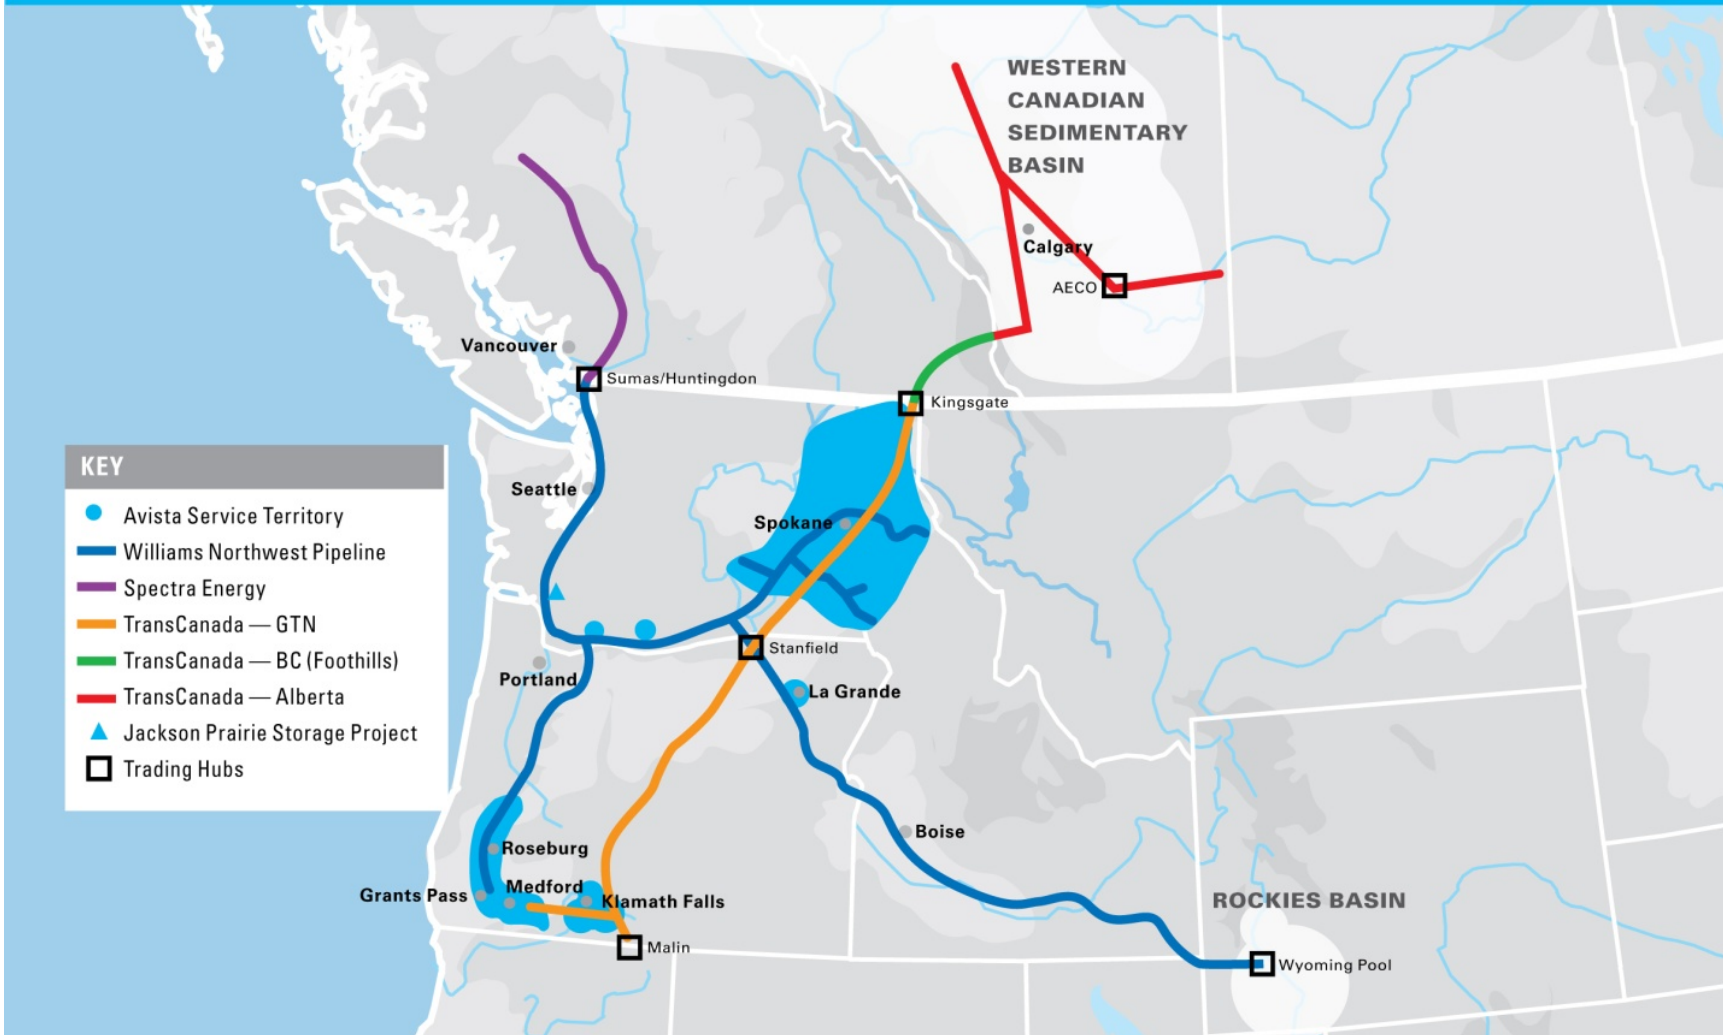 WESTERN
CANADIAN
SEDIMENTARY
BASIN
Calgary
AECO
Vancouver
Sumas/Huntingdon
Kingsgate
KEY
Avista Service Territory
Williams Northwest Pipeline
Spectra Energy
TransCanada — GTN
TransCanada — BC (Foothills)
TransCanada — Alberta
Jackson Prairie Storage Project
Trading Hubs
Seattle
Spokane
Stanfield
Portland
La Grande
Boise
Roseburg
Medford
Grants Pass
Klamath Falls
Malin
ROCKIES BASIN
Wyoming Pool